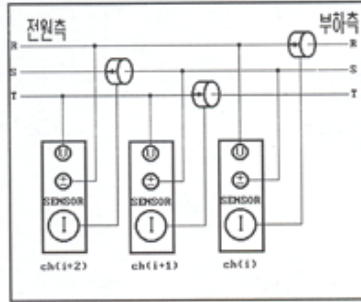 전원측 부하측
R R
S S
T T
U U U
± ± ±
SENSOR SENSOR SENSOR
I I I
ch(i+2) ch(i+1) ch(i)